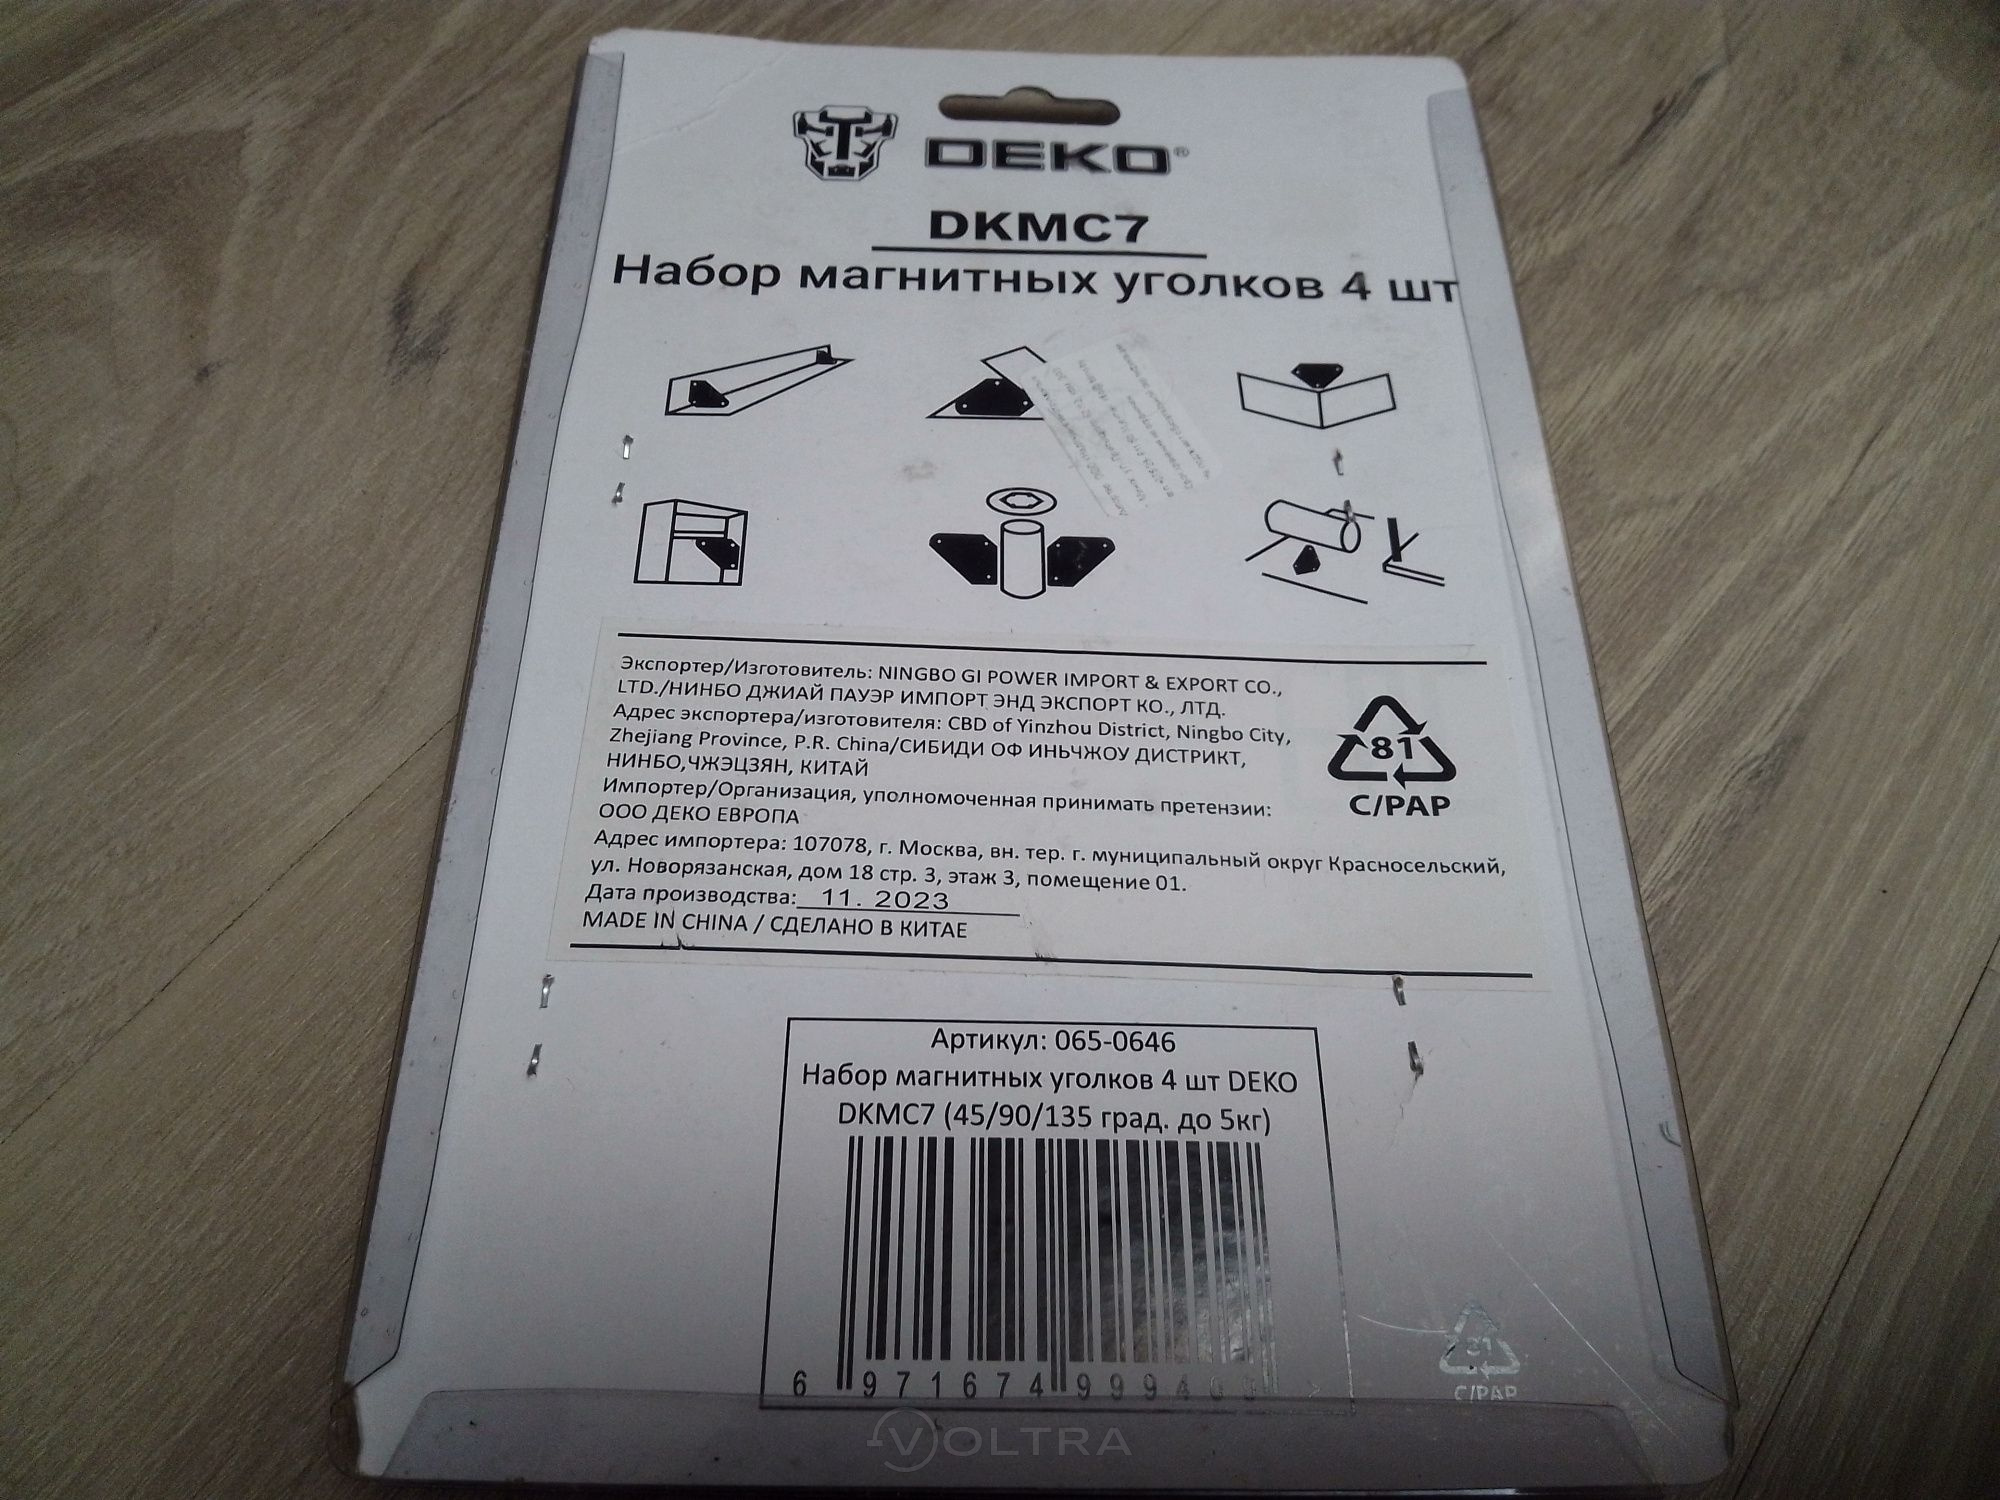 DEKO®
DKMC7
Набор магнитных уголков 4 шт
Экспортер/Изготовитель: NINGBO GI POWER IMPORT & EXPORT CO.,
LTD./НИНБО ДЖИАЙ ПАУЭР ИМПОРТ ЭНД ЭКСПОРТ КО., ЛТД.
Адрес экспортера/изготовителя: CBD of Yinzhou District, Ningbo City,
Zhejiang Province, P.R. China/СИБИДИ ОФ ИНЬЧЖОУ ДИСТРИКТ,
НИНБО,ЧЖЭЦЗЯН, КИТАЙ
Импортер/Организация, уполномоченная принимать претензии:
ООО ДЕКО ЕВРОПА
Адрес импортера: 107078, г. Москва, вн. тер. г. муниципальный округ Красносельский,
ул. Новорязанская, дом 18 стр. 3, этаж 3, помещение 01.
Дата производства: 11. 2023
MADE IN CHINA / СДЕЛАНО В КИТАЕ
81
C/PAP
Артикул: 065-0646
Набор магнитных уголков 4 шт DEKO
DKMC7 (45/90/135 град. до 5кг)
6 971674
81
C/PAP
VOLTRA